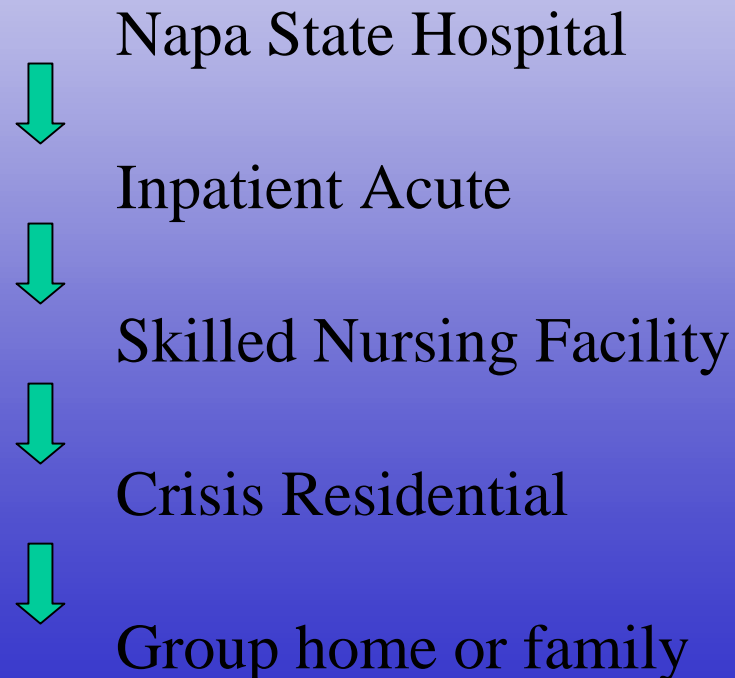 Napa State Hospital
Inpatient Acute
Skilled Nursing Facility
Crisis Residential
Group home or family